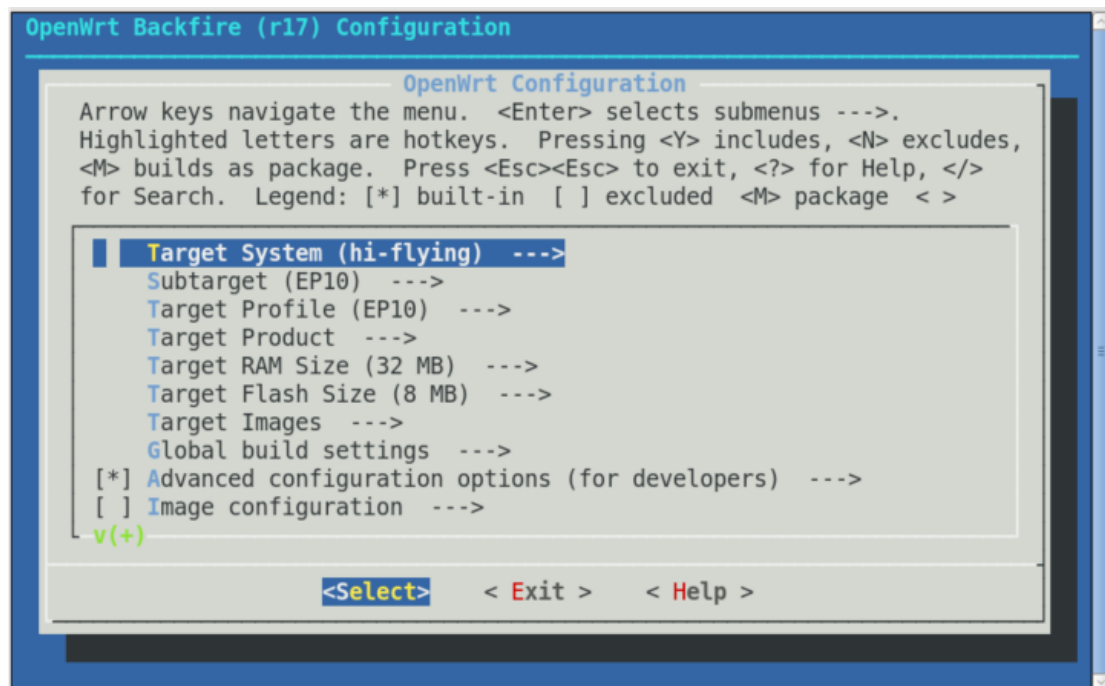 OpenWrt Backfire (r17) Configuration
OpenWrt Configuration
Arrow keys navigate the menu.  <Enter> selects submenus --->.
Highlighted letters are hotkeys.  Pressing <Y> includes, <N> excludes,
<M> builds as package.  Press <Esc><Esc> to exit, <?> for Help, </>
for Search.  Legend: [*] built-in  [ ] excluded  <M> package  < >
Target System (hi-flying)  --->
Subtarget (EP10)  --->
Target Profile (EP10)  --->
Target Product  --->
Target RAM Size (32 MB)  --->
Target Flash Size (8 MB)  --->
Target Images  --->
Global build settings  --->
[*] Advanced configuration options (for developers)  --->
[ ] Image configuration  --->
v(+)
<Select>    < Exit >    < Help >